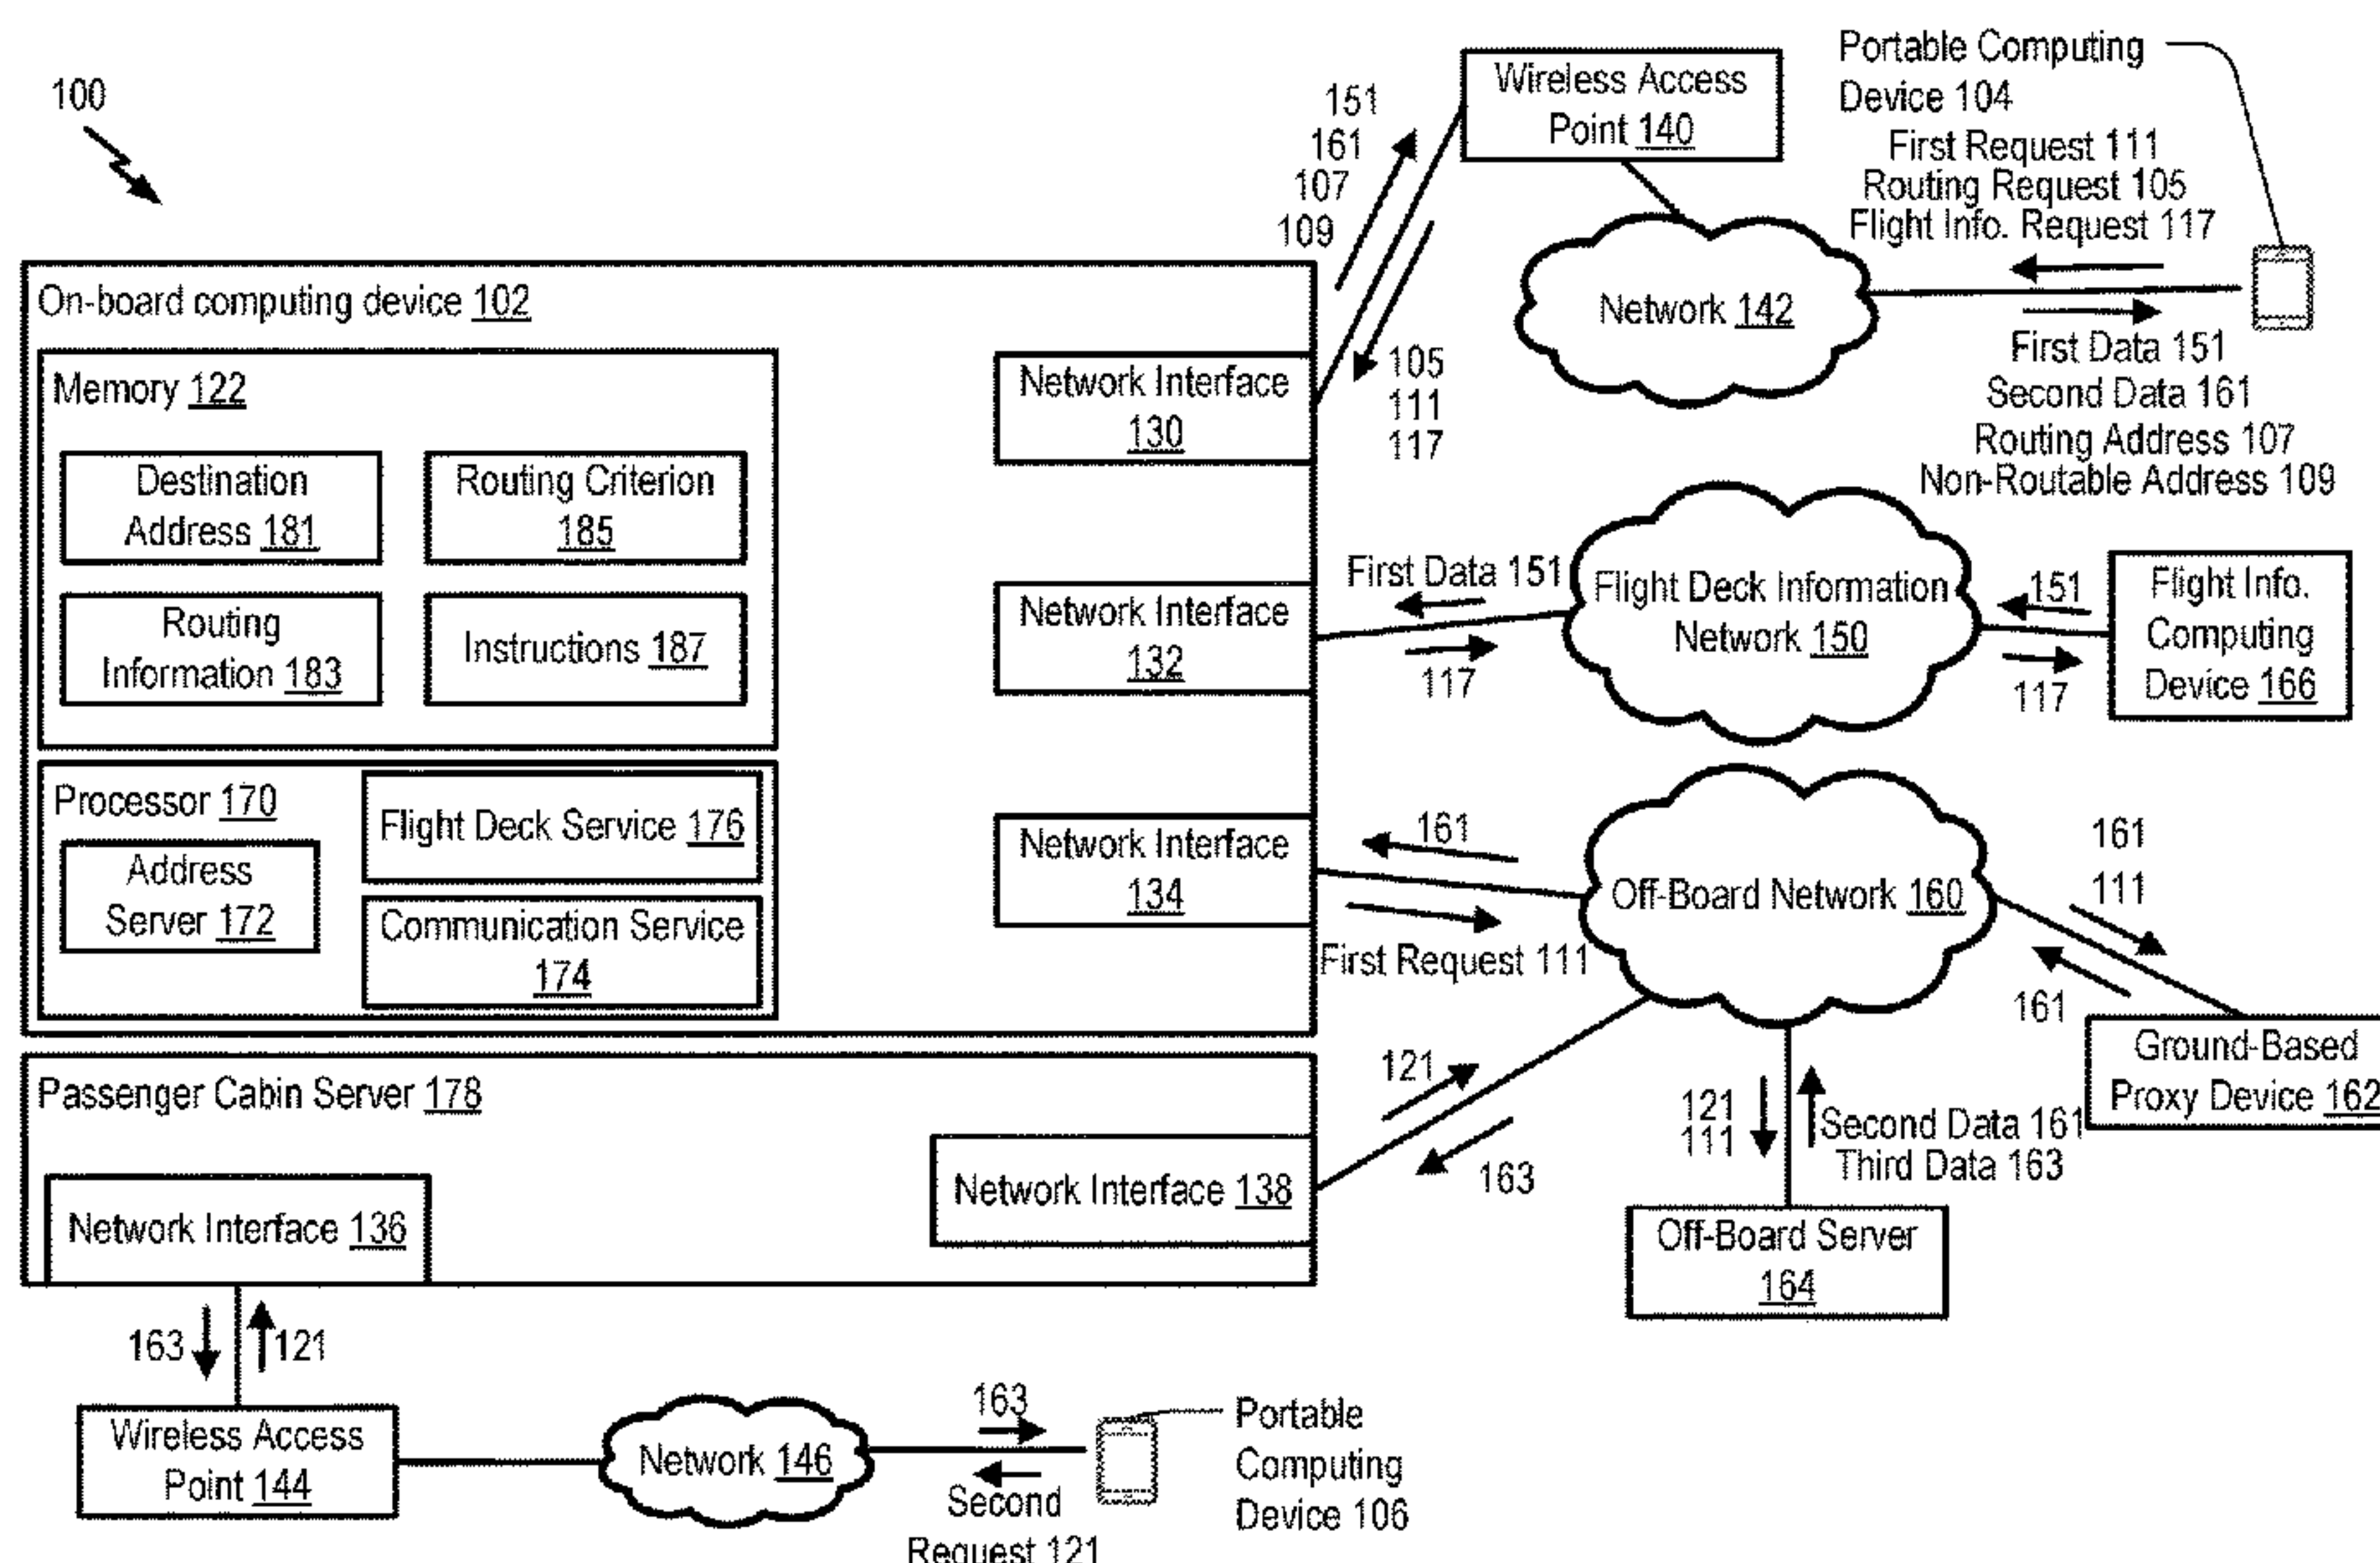 100
On-board computing device 102
Memory 122
Destination
Address 181
Routing Criterion
185
Routing
Information 183
Instructions 187
Processor 170
Address
Server 172
Flight Deck Service 176
Communication Service
174
Network Interface
130
Network Interface
132
Network Interface
134
151
161
107
109
105
111
117
Wireless Access
Point 140
Network 142
Portable Computing
Device 104
First Request 111
Routing Request 105
Flight Info. Request 117
First Data 151
Second Data 161
Routing Address 107
Non-Routable Address 109
First Data 151
117
Flight Deck Information
Network 150
151
117
Flight Info.
Computing
Device 166
161
First Request 111
Off-Board Network 160
161
111
161
Ground-Based
Proxy Device 162
Passenger Cabin Server 178
Network Interface 136
Network Interface 138
121
163
121
111
Second Data 161
Third Data 163
Off-Board Server
164
163
121
Wireless Access
Point 144
Network 146
163
Second
Request 121
Portable
Computing
Device 106